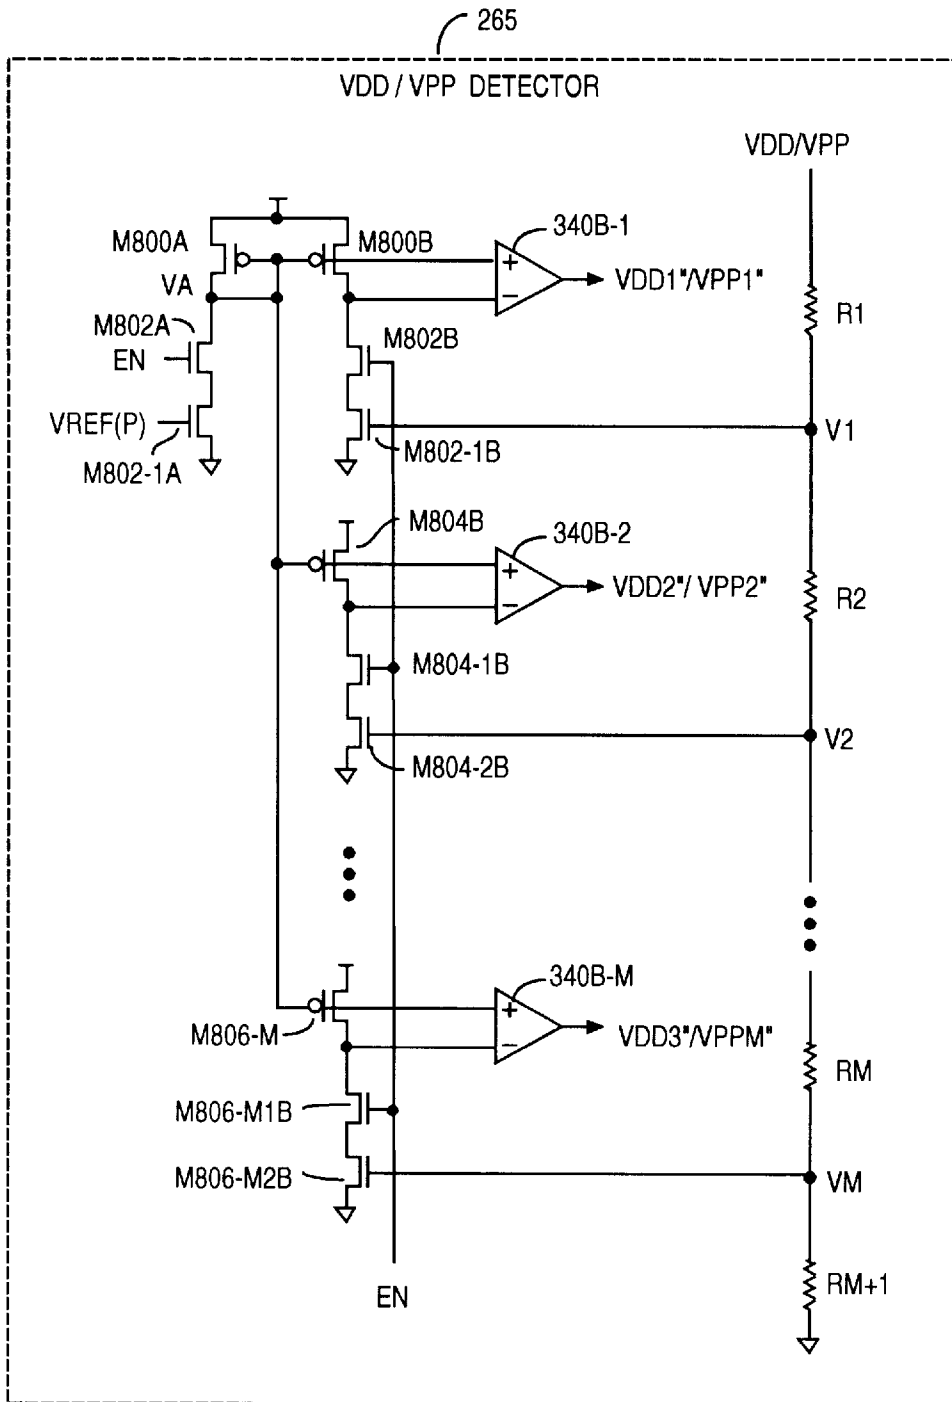 265
VDD / VPP DETECTOR
VDD/VPP
340B-1
M800A
M800B
+
VDD1"/VPP1"
VA
−
R1
M802A
M802B
EN
VREF(P)
V1
M802-1B
M802-1A
M804B
340B-2
+
VDD2"/ VPP2"
−
R2
M804-1B
V2
M804-2B
340B-M
+
M806-M
VDD3"/VPPM"
−
RM
M806-M1B
M806-M2B
VM
RM+1
EN